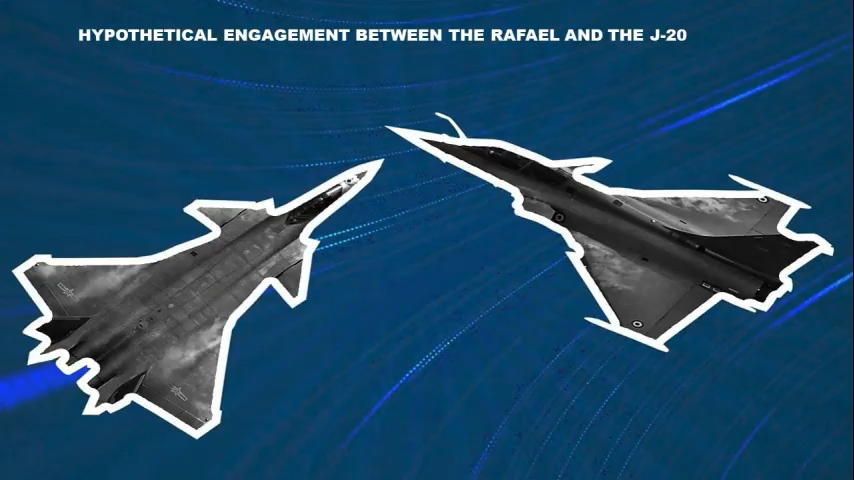 HYPOTHETICAL ENGAGEMENT BETWEEN THE RAFAEL AND THE J-20